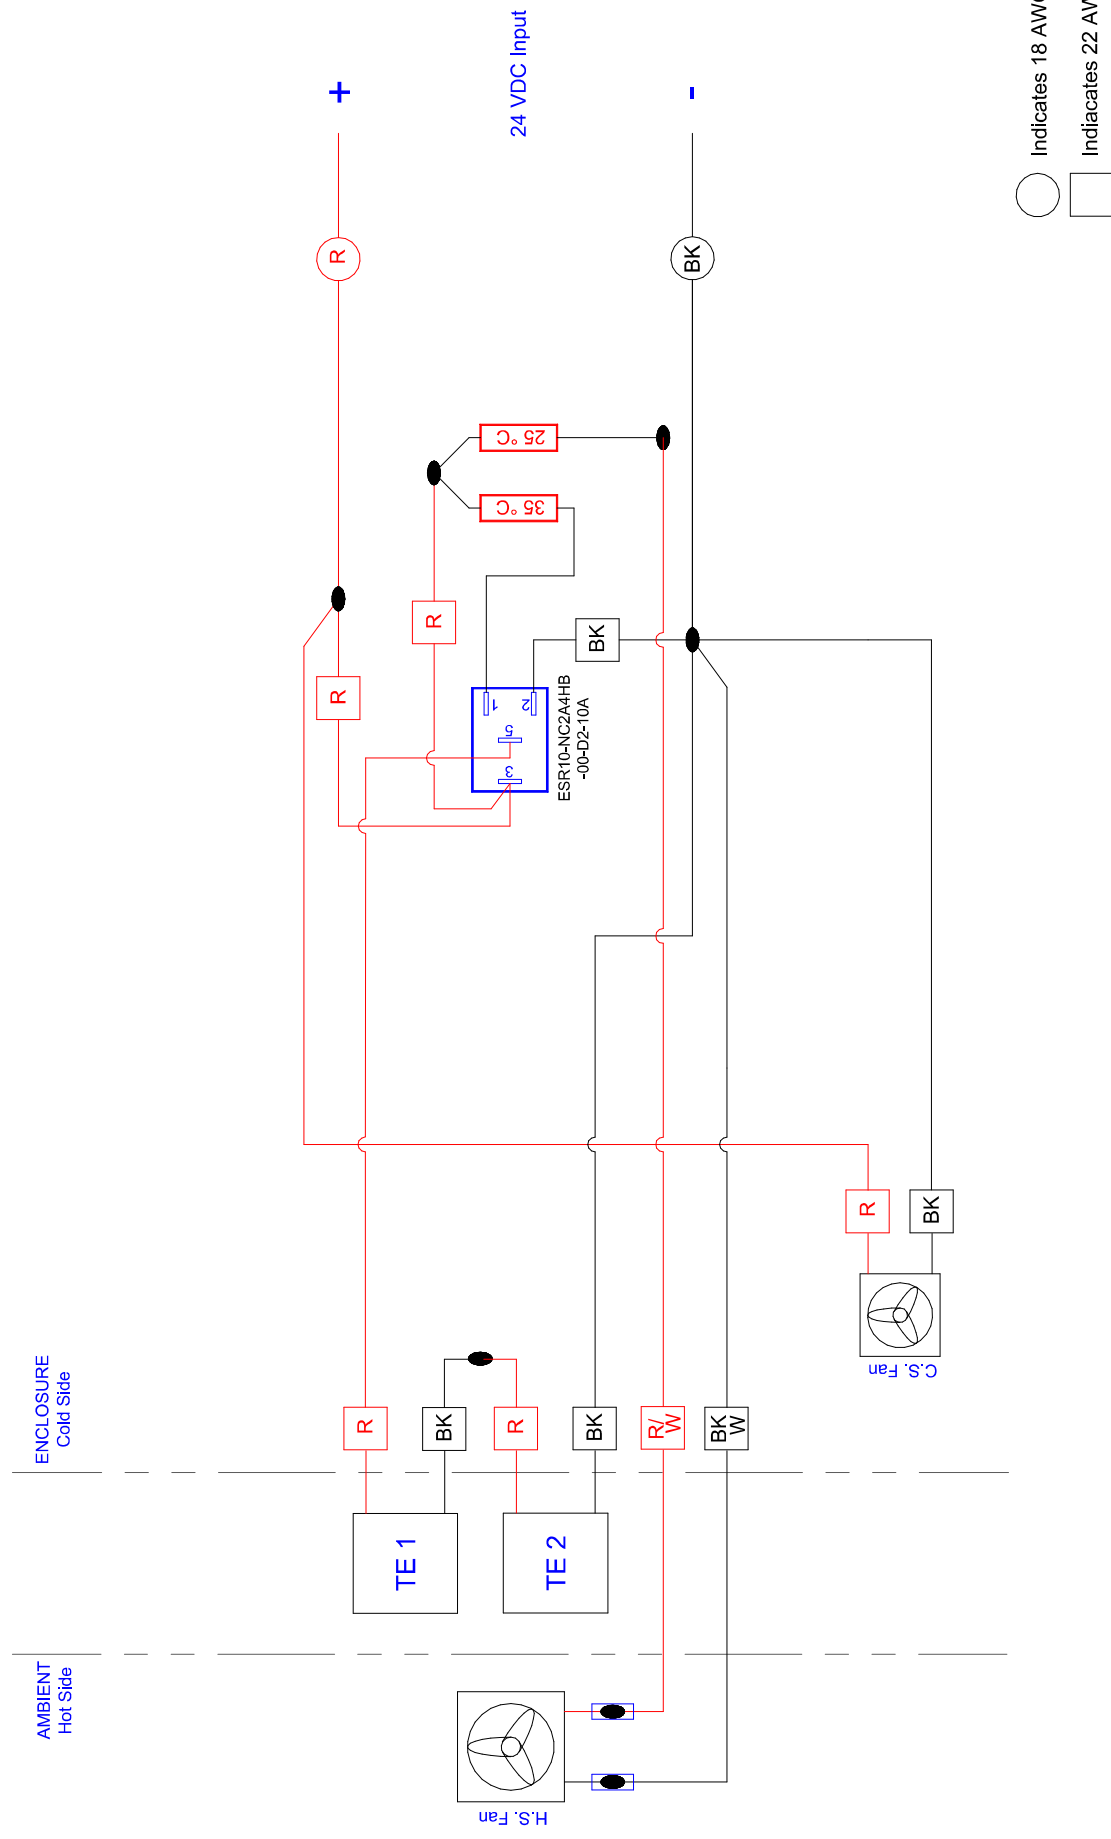 ENCLOSURE
Cold Side
AMBIENT
Hot Side
+
24 VDC Input
-
R
BK
25 °C
35 °C
R
R
BK
1
2
5
3
ESR10-NC2A4HB
-00-D2-10A
R
BK
R
BK
R/
W
BK
W
R
BK
TE 1
TE 2
H.S. Fan
C.S. Fan
Indicates 18 AWG
Indiacates 22 AW